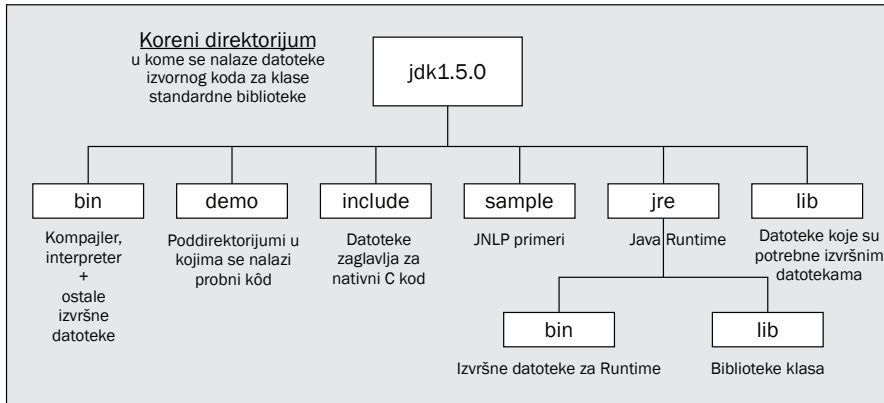 Koreni direktorijum
u kome se nalaze datoteke
izvornog koda za klase
standardne biblioteke
jdk1.5.0
bin
demo
include
sample
jre
lib
Kompajler,
interpreter
+
ostale
izvršne
datoteke
Poddirektorijumi u
kojima se nalazi
probni kôd
Datoteke
zaglavlja za
nativni C kod
JNLP primeri
Java Runtime
Datoteke koje su
potrebne izvršnim
datotekama
bin
lib
Izvršne datoteke za Runtime
Biblioteke klasa